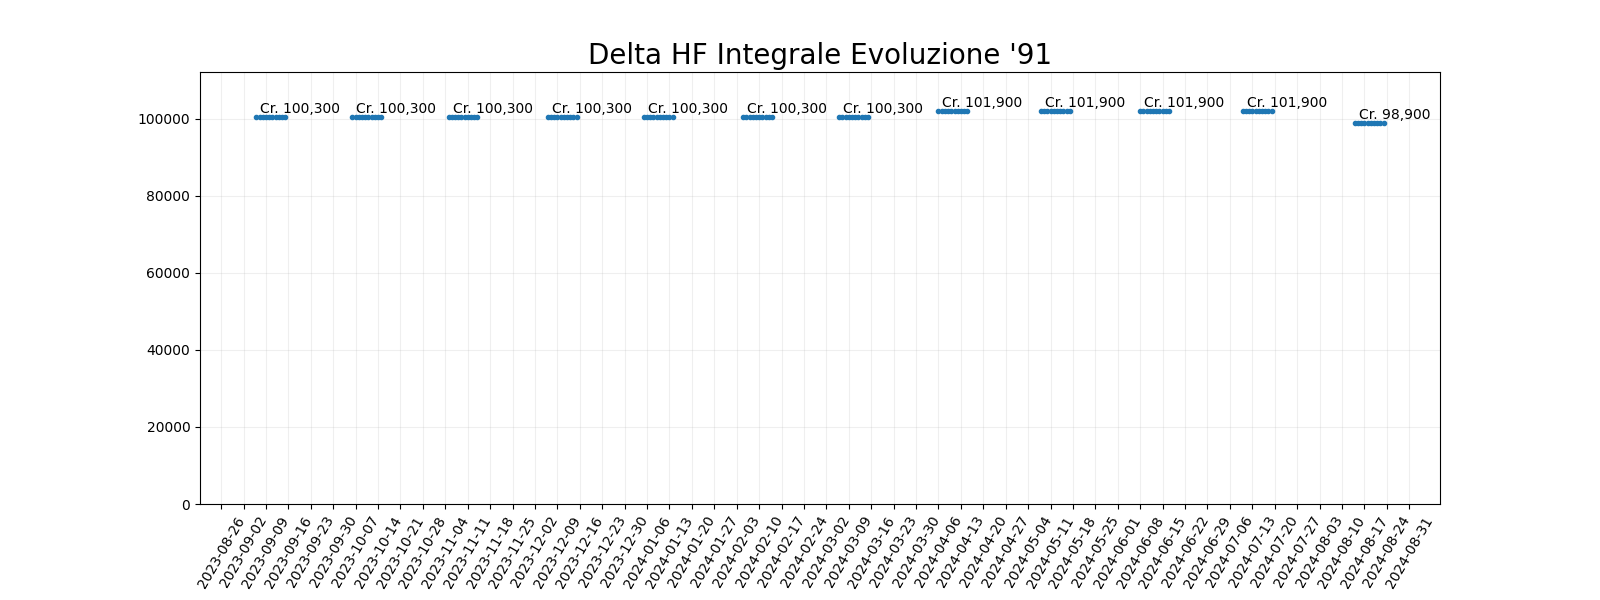 Delta HF Integrale Evoluzione '91
Cr. 100,300 Cr. 100,300 Cr. 100,300 Cr. 100,300 Cr. 100,300 Cr. 100,300 Cr. 100,300 Cr. 101,900 Cr. 101,900 Cr. 101,900 Cr. 101,900 Cr. 98,900
100000
80000
60000
40000
20000
0
2023-08-26 2023-09-02 2023-09-09 2023-09-16 2023-09-23 2023-09-30 2023-10-07 2023-10-14 2023-10-21 2023-10-28 2023-11-04 2023-11-11 2023-11-18 2023-11-25 2023-12-02 2023-12-09 2023-12-16 2023-12-23 2023-12-30 2024-01-06 2024-01-13 2024-01-20 2024-01-27 2024-02-03 2024-02-10 2024-02-17 2024-02-24 2024-03-02 2024-03-09 2024-03-16 2024-03-23 2024-03-30 2024-04-06 2024-04-13 2024-04-20 2024-04-27 2024-05-04 2024-05-11 2024-05-18 2024-05-25 2024-06-01 2024-06-08 2024-06-15 2024-06-22 2024-06-29 2024-07-06 2024-07-13 2024-07-20 2024-07-27 2024-08-03 2024-08-10 2024-08-17 2024-08-24 2024-08-31